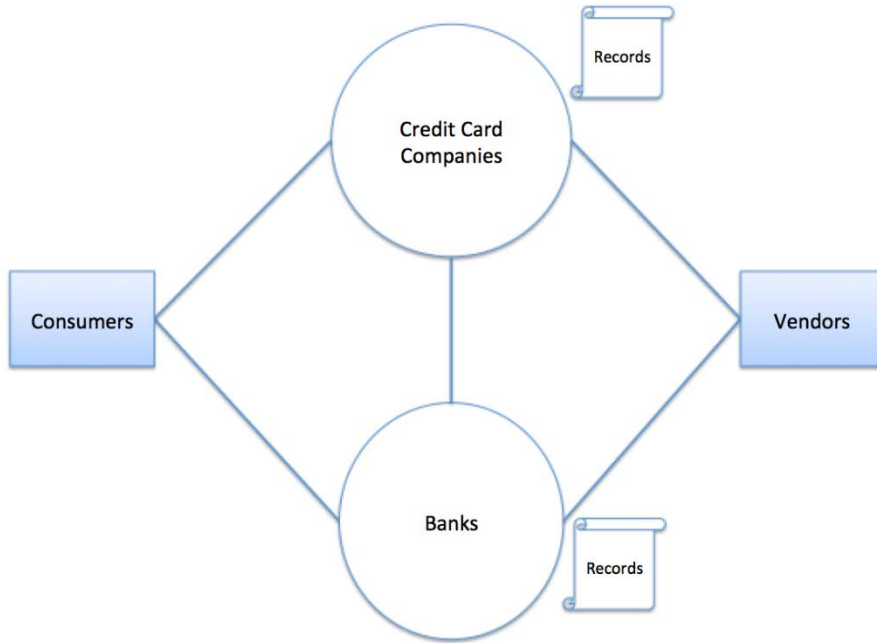 Records
Credit Card
Companies
Consumers
Vendors
Banks
Records